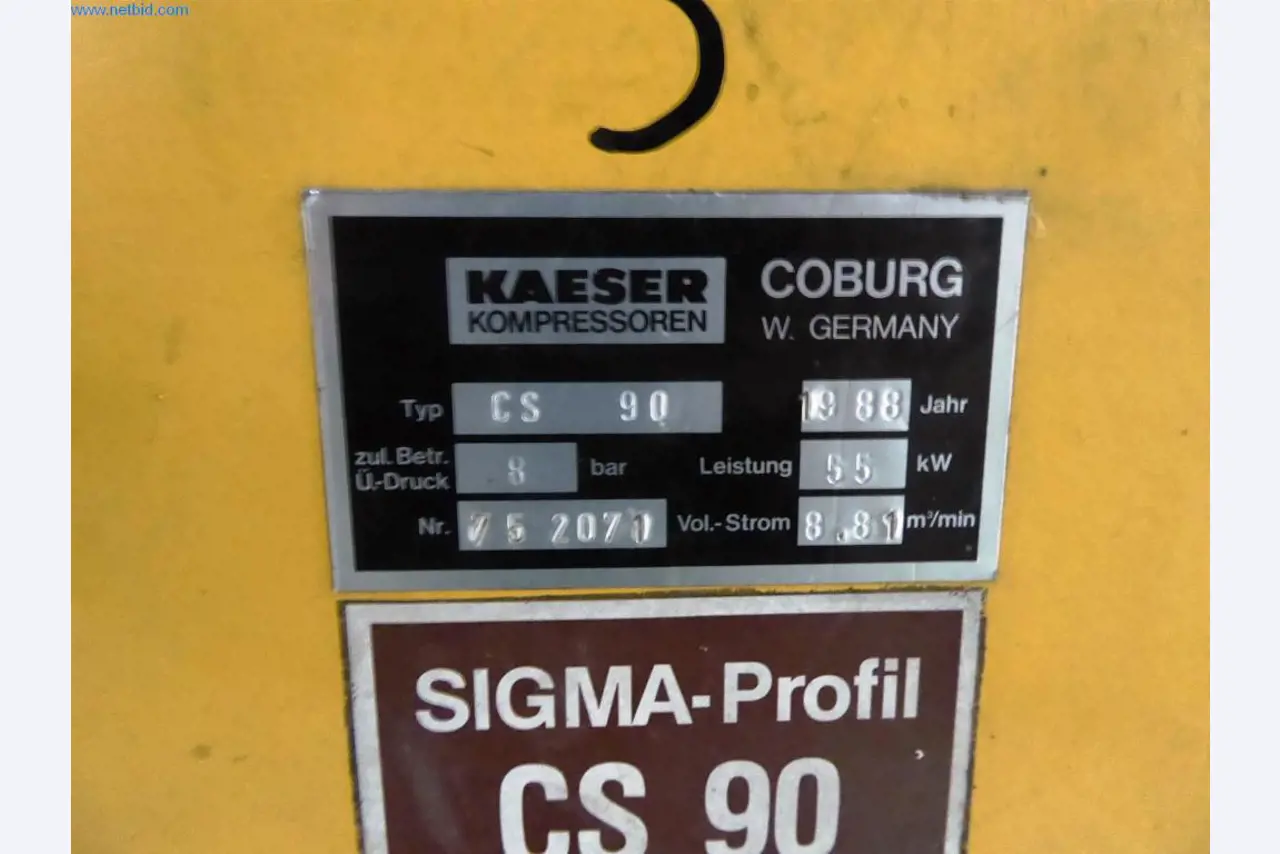 www.netbid.com
KAESER
KOMPRESSOREN
COBURG
W. GERMANY
Typ CS 90 1988 Jahr
zul. Betr.
Ü.-Druck 8 bar Leistung 55 kW
Nr. 75 2071 Vol.-Strom 8.81 m³/min
SIGMA-Profil
CS 90